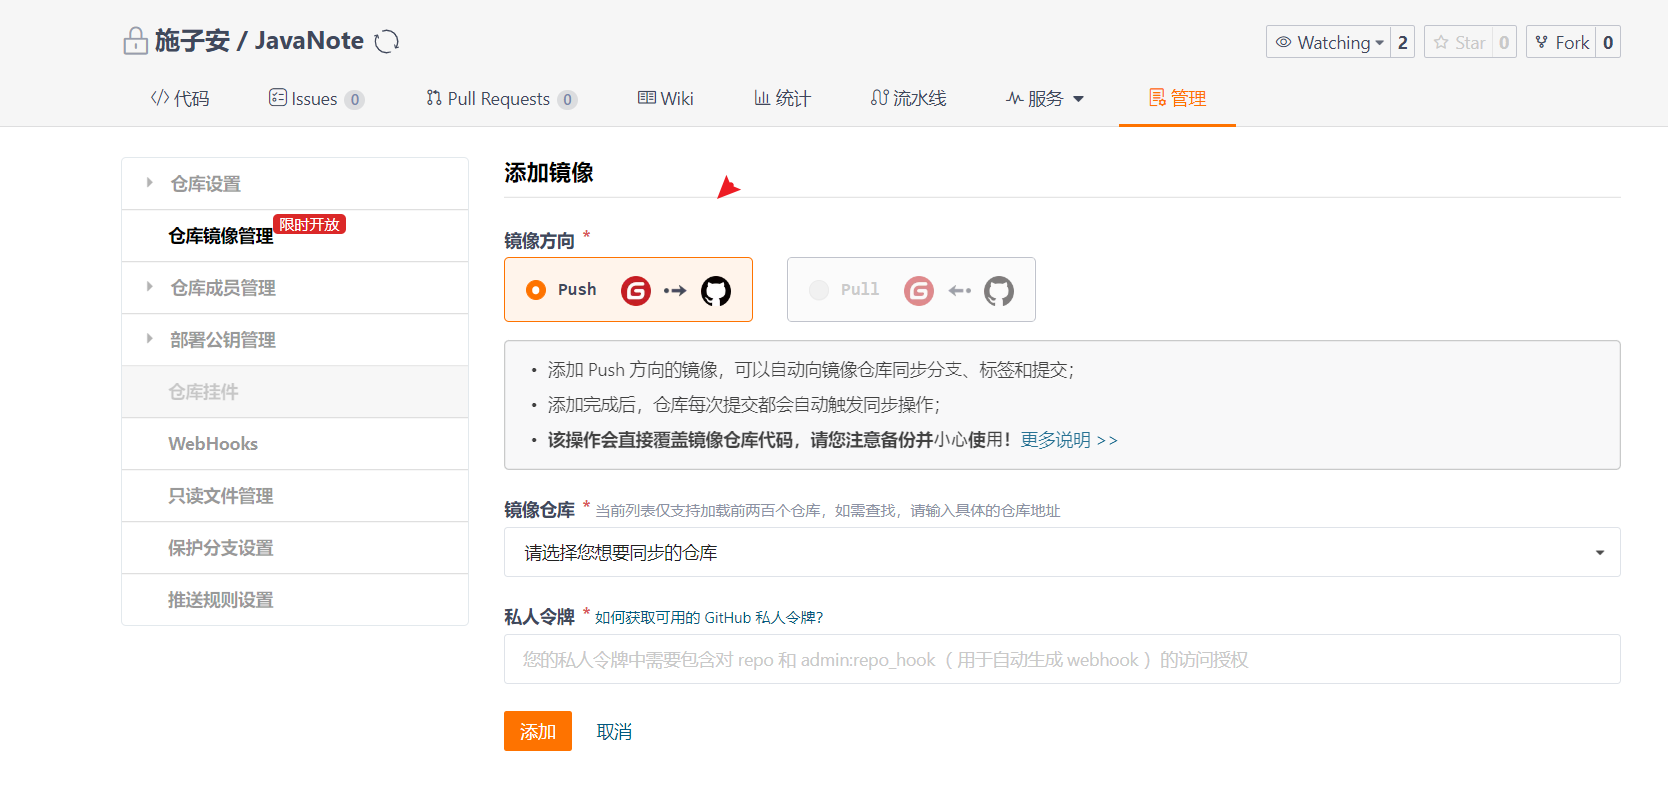 施子安 / JavaNote
Watching 2
Star 0
Fork 0
代码
Issues 0
Pull Requests 0
Wiki
统计
流水线
服务
管理
仓库设置
仓库镜像管理
限时开放
仓库成员管理
部署公钥管理
仓库挂件
WebHooks
只读文件管理
保护分支设置
推送规则设置
添加镜像
镜像方向 *
Push
Pull
• 添加 Push 方向的镜像，可以自动向镜像仓库同步分支、标签和提交；
• 添加完成后，仓库每次提交都会自动触发同步操作；
• 该操作会直接覆盖镜像仓库代码，请您注意备份并小心使用！更多说明 >>
镜像仓库 * 当前列表仅支持加载前两百个仓库，如需查找，请输入具体的仓库地址
请选择您想要同步的仓库
私人令牌 * 如何获取可用的 GitHub 私人令牌？
您的私人令牌中需要包含对 repo 和 admin:repo_hook（ 用于自动生成 webhook ）的访问授权
添加
取消